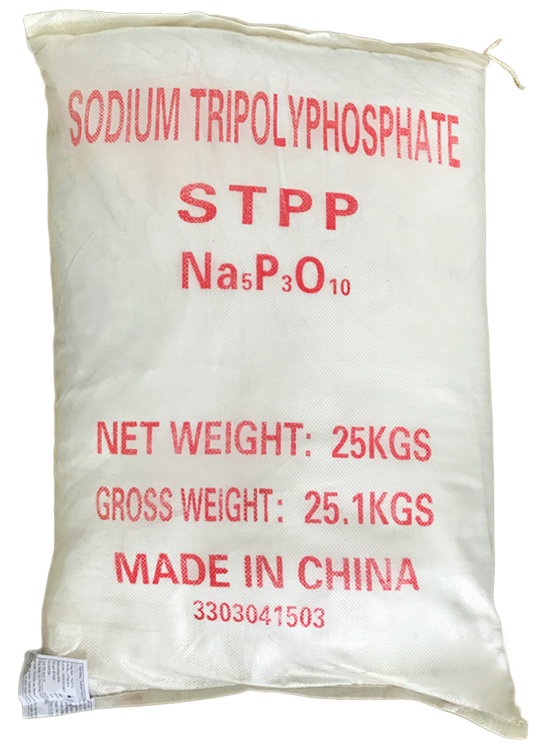 SODIUM TRIPOLYPHOSPHATE
STPP
Na₅P₃O₁₀
NET WEIGHT: 25KGS
GROSS WEIGHT: 25.1KGS
MADE IN CHINA
3303041503